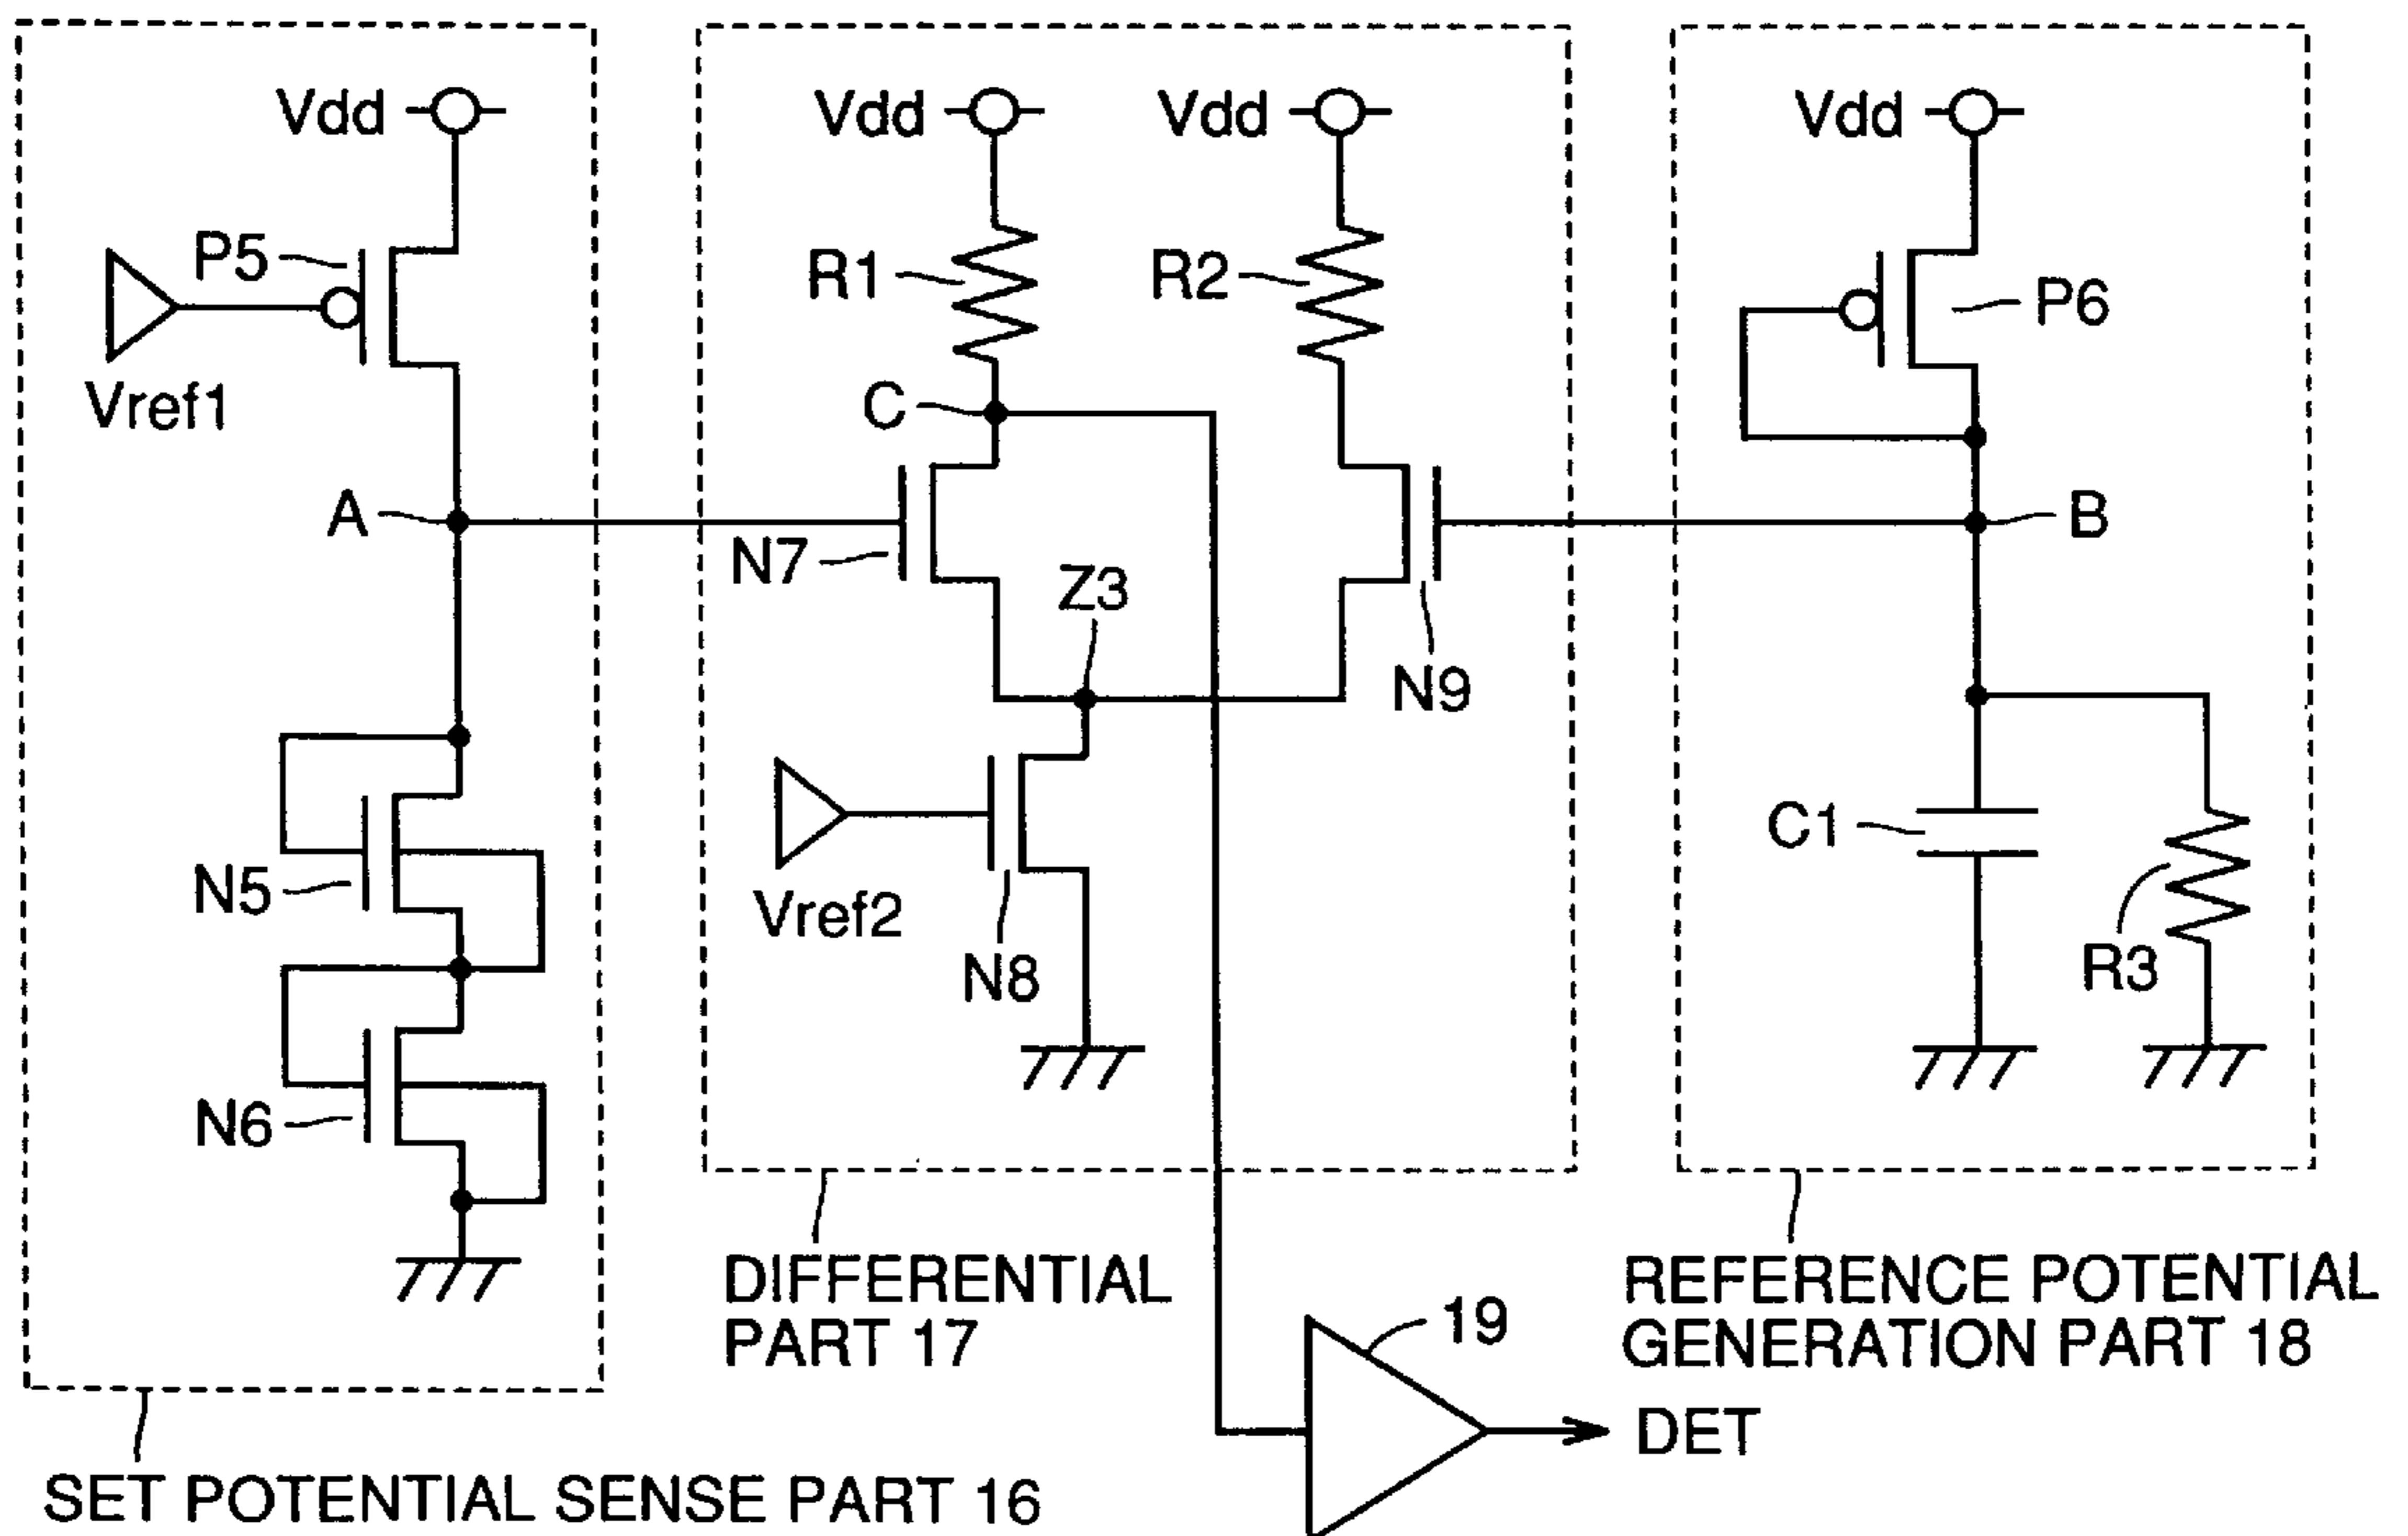 Vdd
Vdd
Vdd
Vdd
P5
R1
R2
P6
Vref1
C
A
N7
Z3
B
N9
N5
Vref2
C1
N8
R3
N6
DIFFERENTIAL
PART 17
REFERENCE POTENTIAL
GENERATION PART 18
19
DET
SET POTENTIAL SENSE PART 16